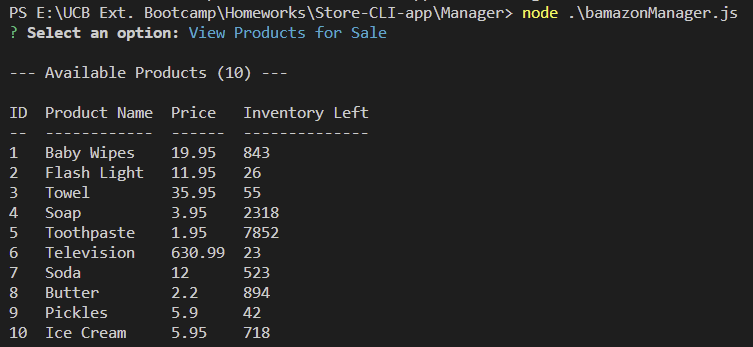 PS E:\UCB Ext. Bootcamp\Homeworks\Store-CLI-app\Manager> node .\bamazonManager.js
? Select an option: View Products for Sale
--- Available Products (10) ---
ID  Product Name  Price   Inventory Left
--  ------------  ------  --------------
1   Baby Wipes    19.95   843
2   Flash Light   11.95   26
3   Towel         35.95   55
4   Soap          3.95    2318
5   Toothpaste    1.95    7852
6   Television    630.99  23
7   Soda          12      523
8   Butter        2.2     894
9   Pickles       5.9     42
10  Ice Cream     5.95    718